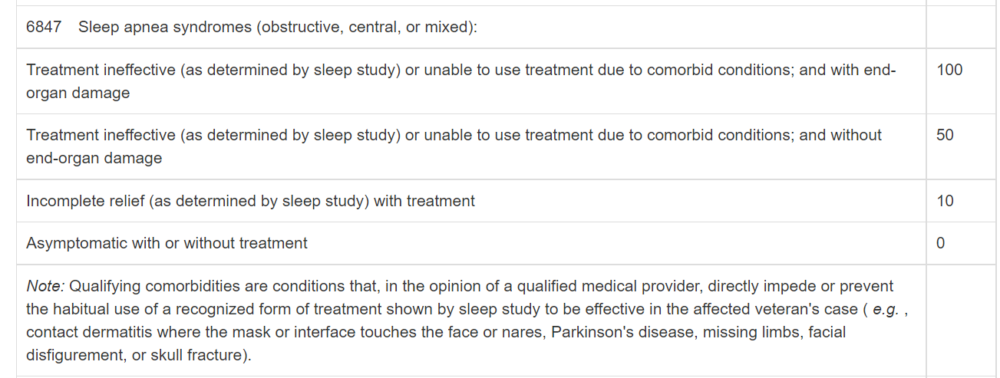 6847 Sleep apnea syndromes (obstructive, central, or mixed):
Treatment ineffective (as determined by sleep study) or unable to use treatment due to comorbid conditions; and with end-
organ damage
100
Treatment ineffective (as determined by sleep study) or unable to use treatment due to comorbid conditions; and without
end-organ damage
50
Incomplete relief (as determined by sleep study) with treatment
10
Asymptomatic with or without treatment
0
Note: Qualifying comorbidities are conditions that, in the opinion of a qualified medical provider, directly impede or prevent
the habitual use of a recognized form of treatment shown by sleep study to be effective in the affected veteran's case ( e.g. ,
contact dermatitis where the mask or interface touches the face or nares, Parkinson's disease, missing limbs, facial
disfigurement, or skull fracture).